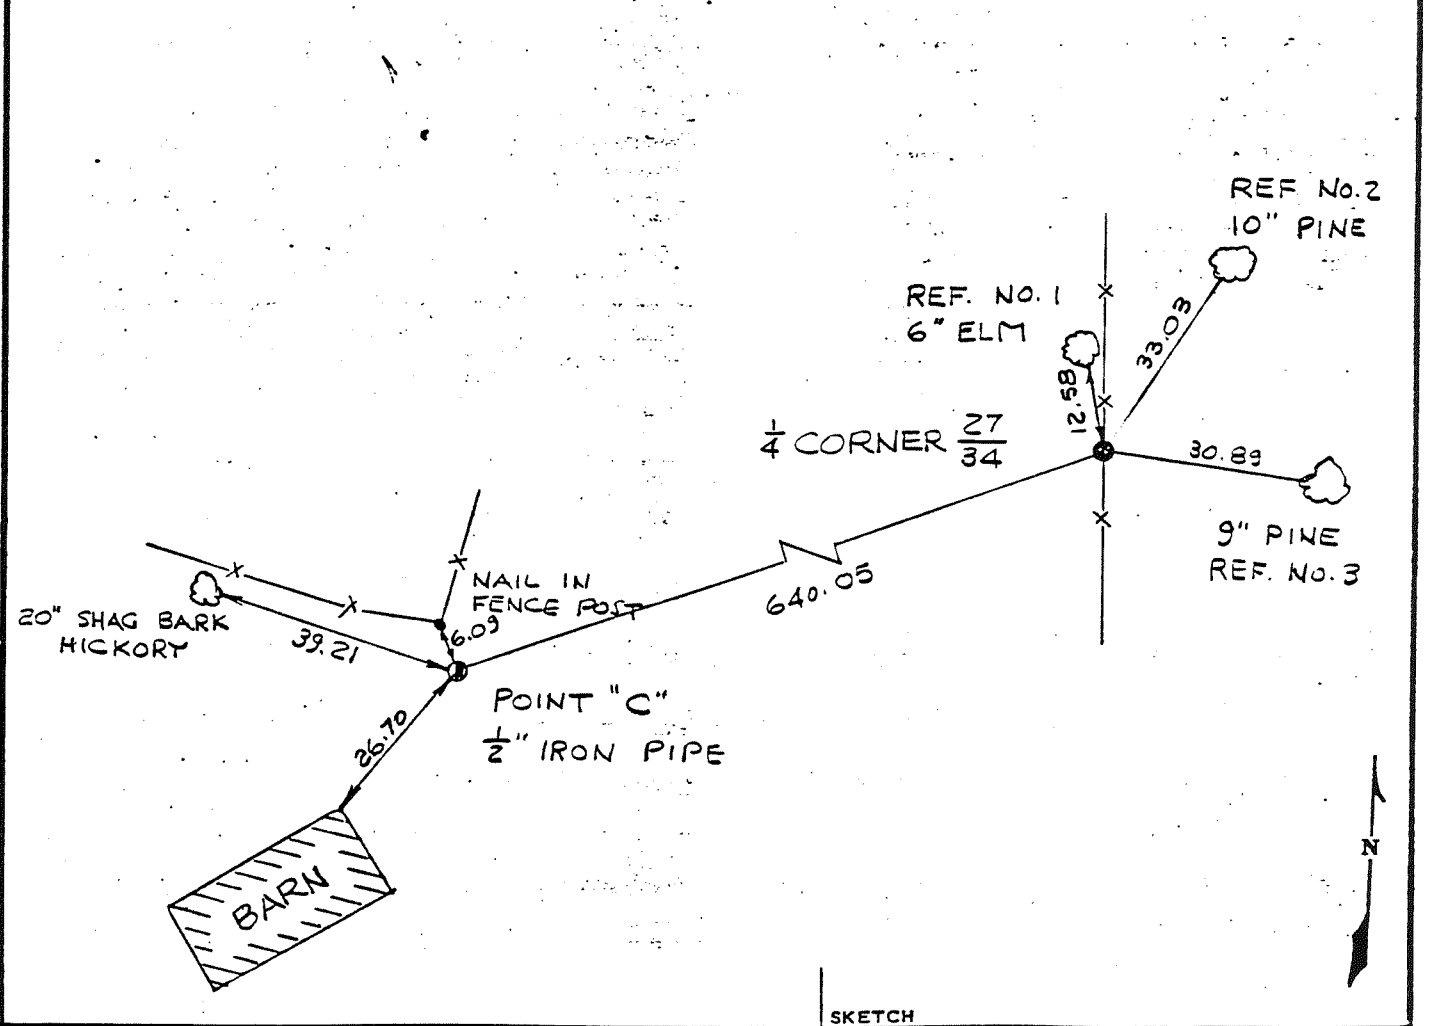 REF No. 2
10" PINE
33.03
REF. No. 1
6" ELM
12.58
1/4 CORNER 27/34
30.89
9" PINE
REF. No. 3
640.05
NAIL IN
FENCE POST
6.09
20" SHAG BARK
HICKORY
39.21
POINT "C"
1/2" IRON PIPE
26.70
BARN
N
SKETCH